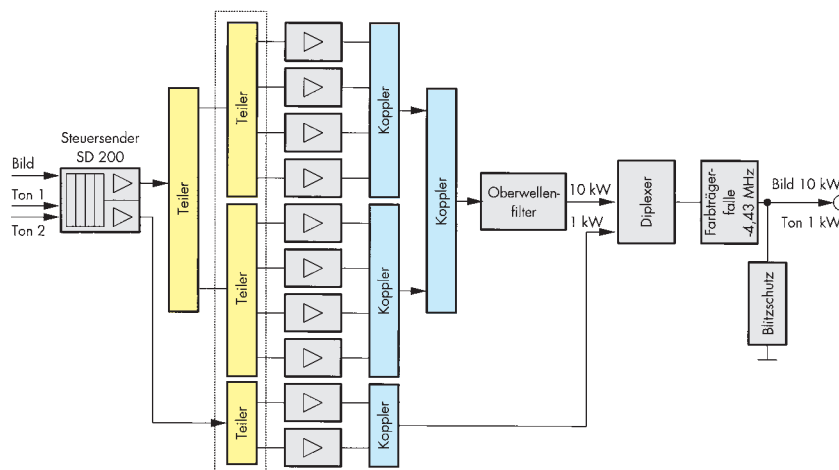 Steuersender
SD 200
Bild
Ton 1
Ton 2
Teiler
Teiler
Teiler
Teiler
Koppler
Koppler
Koppler
Koppler
Oberwellen-
filter
10 kW
1 kW
Diplexer
Farbträger-
falle
-4,43 MHz
Bild 10 kW
Ton 1 kW
Blitzschutz